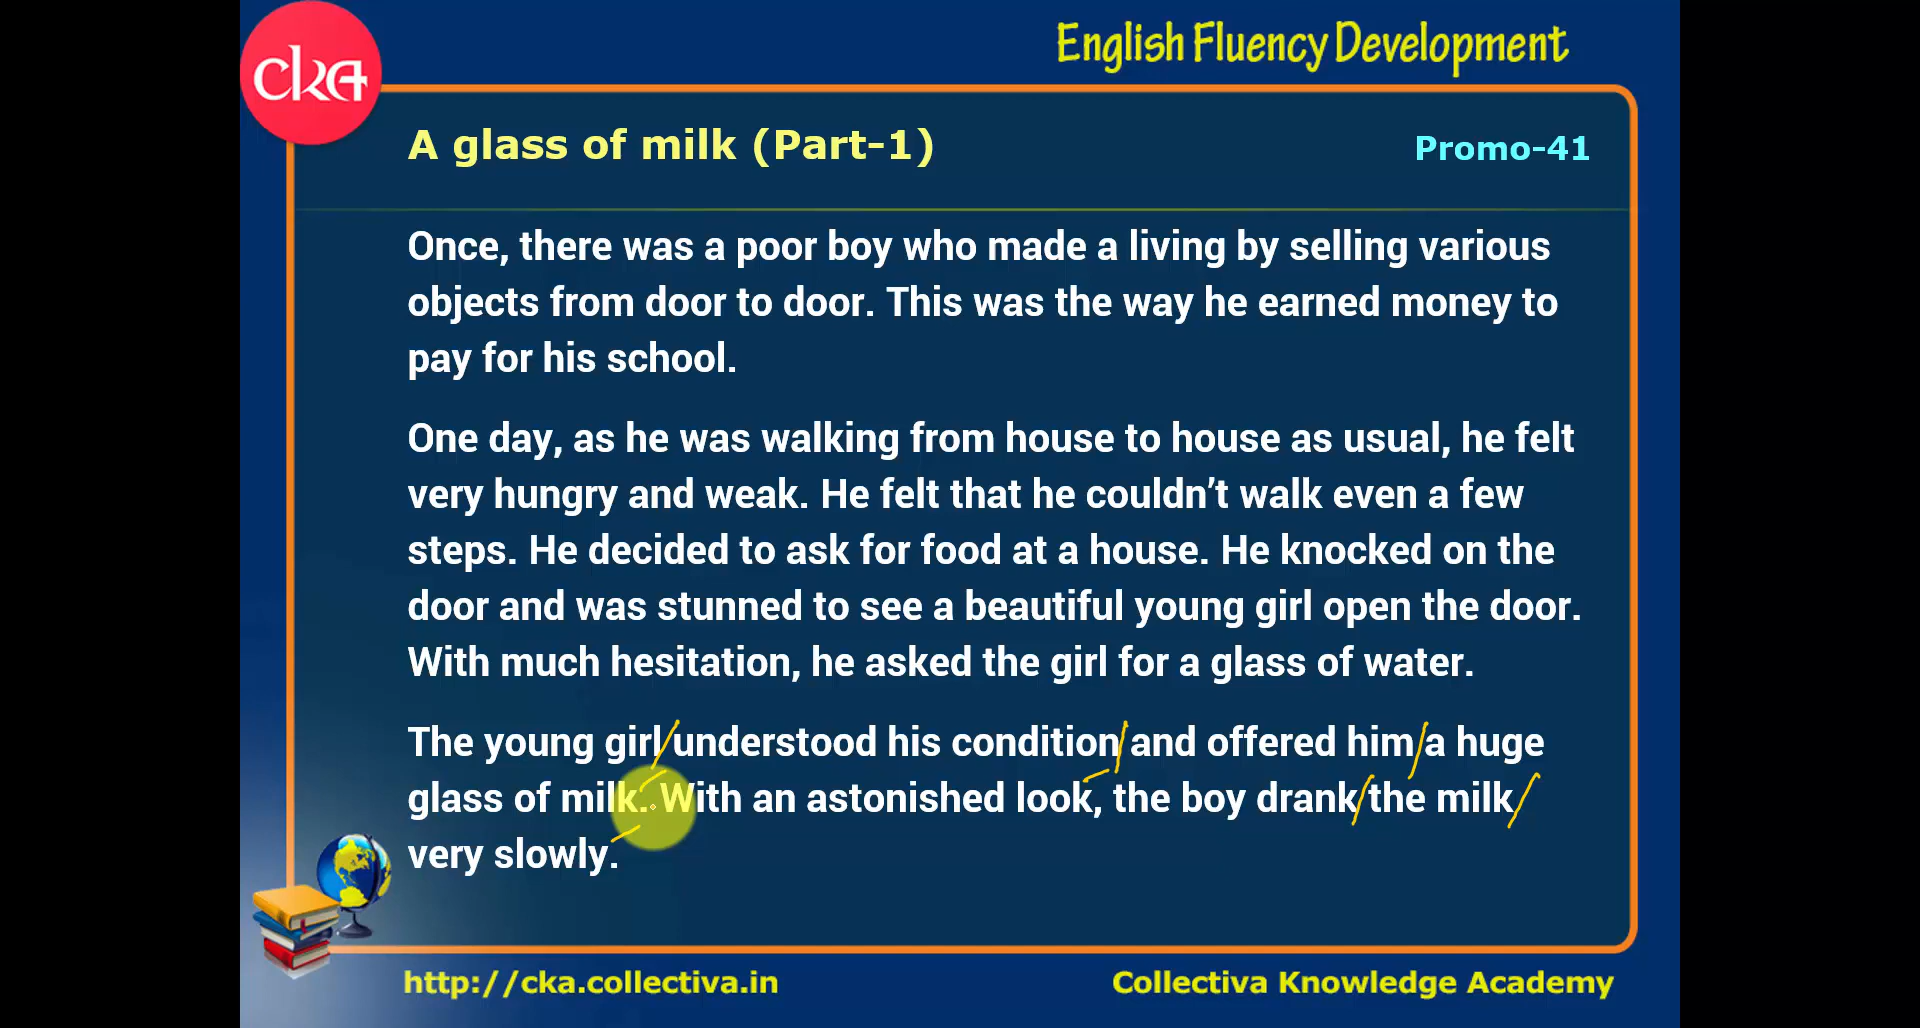 cka
English Fluency Development
A glass of milk (Part-1)
Promo-41
Once, there was a poor boy who made a living by selling various
objects from door to door. This was the way he earned money to
pay for his school.
One day, as he was walking from house to house as usual, he felt
very hungry and weak. He felt that he couldn’t walk even a few
steps. He decided to ask for food at a house. He knocked on the
door and was stunned to see a beautiful young girl open the door.
With much hesitation, he asked the girl for a glass of water.
The young girl/understood his condition/and offered him/a huge
glass of milk. With an astonished look, the boy drank/the milk/
very slowly.
http://cka.collectiva.in
Collectiva Knowledge Academy